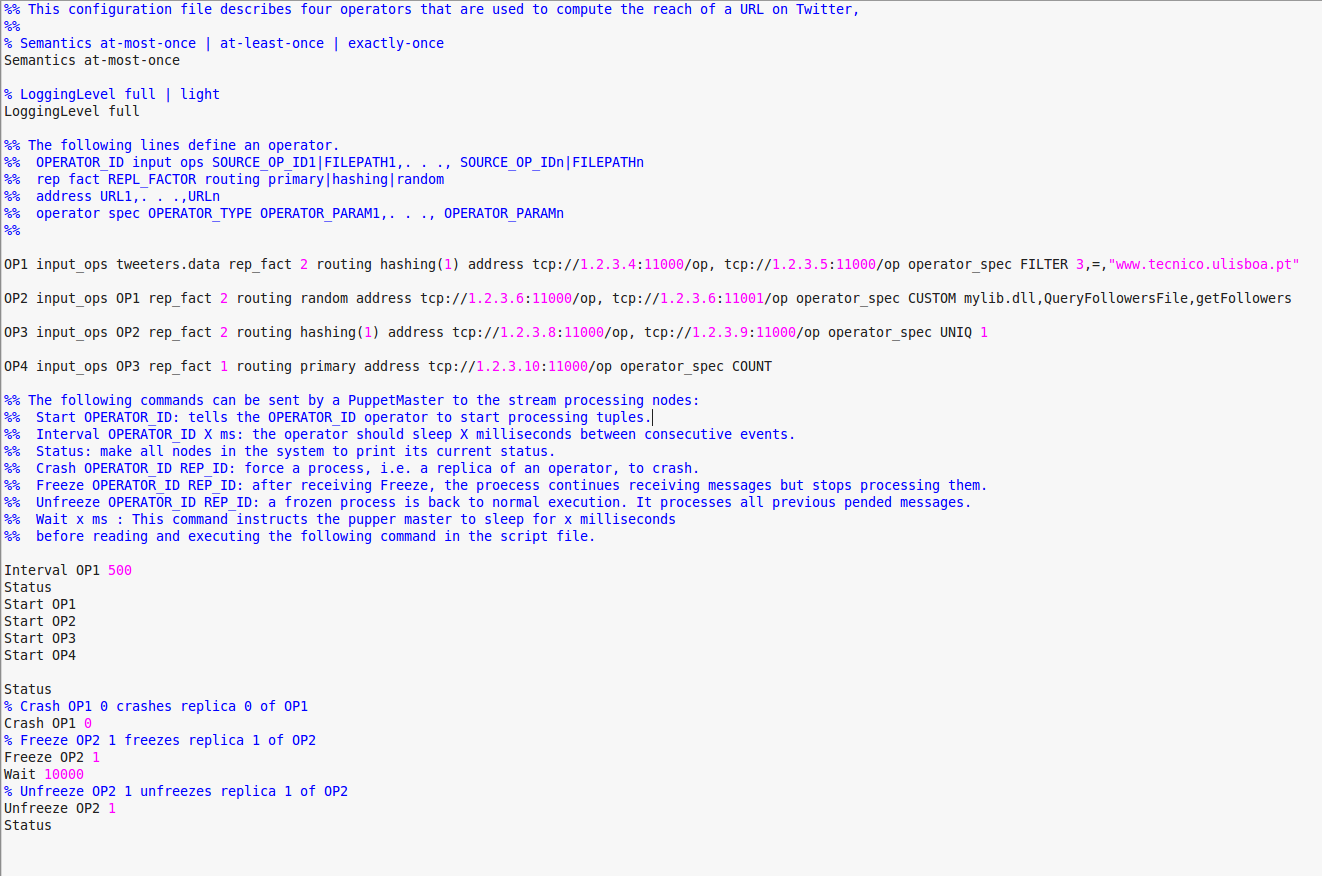 %% This configuration file describes four operators that are used to compute the reach of a URL on Twitter,
%%
% Semantics at-most-once | at-least-once | exactly-once
Semantics at-most-once
% LoggingLevel full | light
LoggingLevel full
%% The following lines define an operator.
%%  OPERATOR_ID input ops SOURCE_OP_ID1|FILEPATH1,. . ., SOURCE_OP_IDn|FILEPATHn
%%  rep fact REPL_FACTOR routing primary|hashing|random
%%  address URL1,. . .,URLn
%%  operator spec OPERATOR_TYPE OPERATOR_PARAM1,. . ., OPERATOR_PARAMn
%%
OP1 input_ops tweeters.data rep_fact 2 routing hashing(1) address tcp://1.2.3.4:11000/op, tcp://1.2.3.5:11000/op operator_spec FILTER 3,=,"www.tecnico.ulisboa.pt"
OP2 input_ops OP1 rep_fact 2 routing random address tcp://1.2.3.6:11000/op, tcp://1.2.3.6:11001/op operator_spec CUSTOM mylib.dll,QueryFollowersFile,getFollowers
OP3 input_ops OP2 rep_fact 2 routing hashing(1) address tcp://1.2.3.8:11000/op, tcp://1.2.3.9:11000/op operator_spec UNIQ 1
OP4 input_ops OP3 rep_fact 1 routing primary address tcp://1.2.3.10:11000/op operator_spec COUNT
%% The following commands can be sent by a PuppetMaster to the stream processing nodes:
%%  Start OPERATOR_ID: tells the OPERATOR_ID operator to start processing tuples.
%%  Interval OPERATOR_ID X ms: the operator should sleep X milliseconds between consecutive events.
%%  Status: make all nodes in the system to print its current status.
%%  Crash OPERATOR_ID REP_ID: force a process, i.e. a replica of an operator, to crash.
%%  Freeze OPERATOR_ID REP_ID: after receiving Freeze, the proecess continues receiving messages but stops processing them.
%%  Unfreeze OPERATOR_ID REP_ID: a frozen process is back to normal execution. It processes all previous pended messages.
%%  Wait x ms : This command instructs the pupper master to sleep for x milliseconds
%%  before reading and executing the following command in the script file.
Interval OP1 500
Status
Start OP1
Start OP2
Start OP3
Start OP4
Status
% Crash OP1 0 crashes replica 0 of OP1
Crash OP1 0
% Freeze OP2 1 freezes replica 1 of OP2
Freeze OP2 1
Wait 10000
% Unfreeze OP2 1 unfreezes replica 1 of OP2
Unfreeze OP2 1
Status